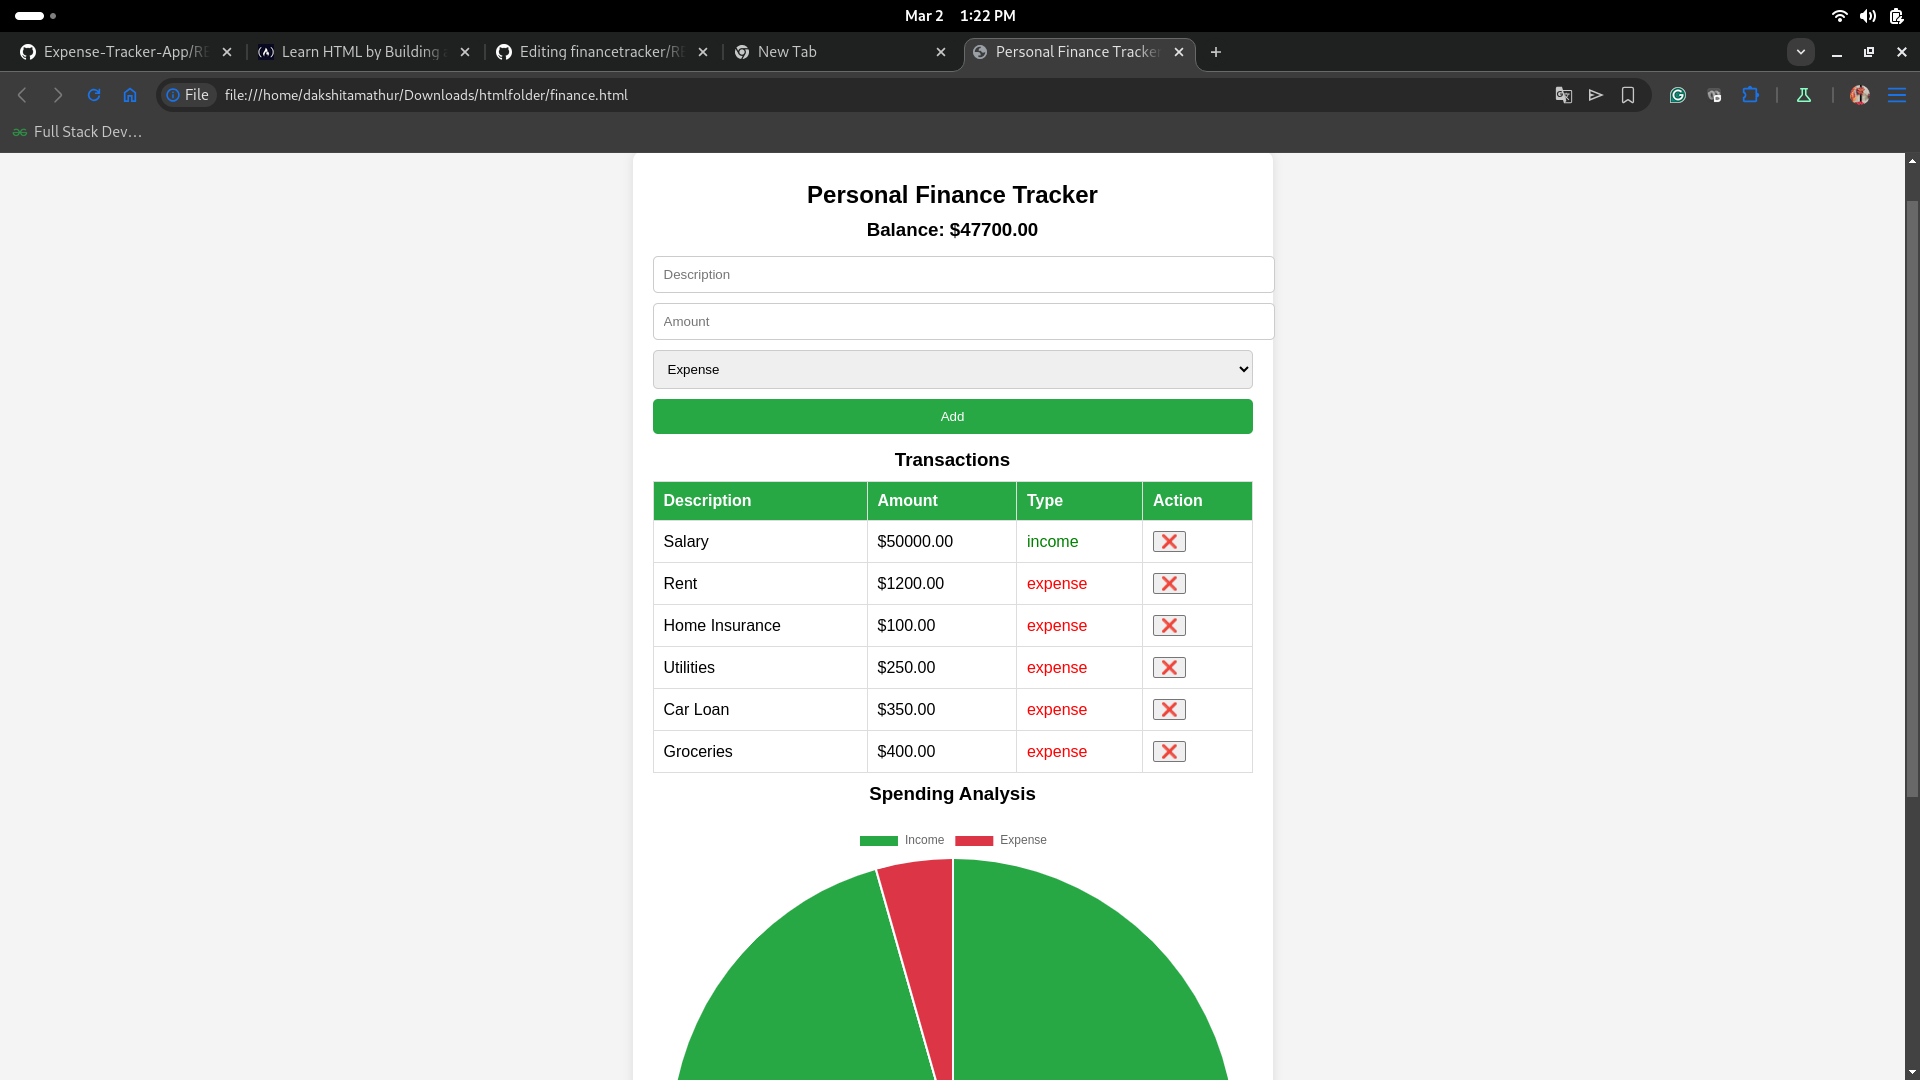 Mar 2 1:22 PM
Expense-Tracker-App/RE
Learn HTML by Building a
Editing financetracker/RE
New Tab
Personal Finance Tracker
File file:///home/dakshitamathur/Downloads/htmlfolder/finance.html
Full Stack Dev…
Personal Finance Tracker
Balance: $47700.00
Description
Amount
Expense
Add
Transactions
Description Amount Type Action
Salary $50000.00 income
Rent $1200.00 expense
Home Insurance $100.00 expense
Utilities $250.00 expense
Car Loan $350.00 expense
Groceries $400.00 expense
Spending Analysis
Income Expense